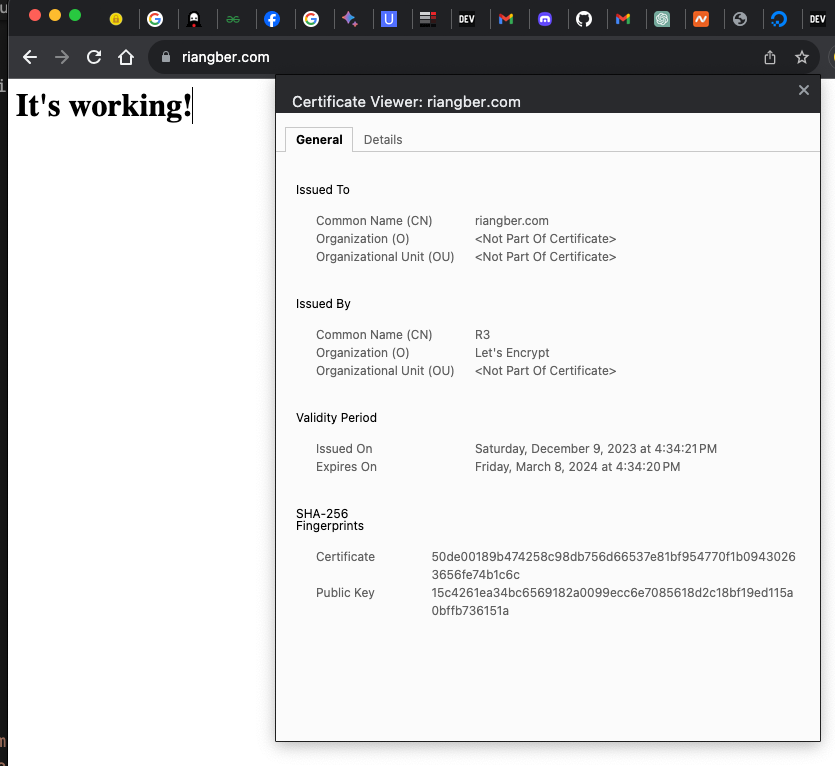 DEV
DEV
riangber.com
It's working!
Certificate Viewer: riangber.com
General Details
Issued To
Common Name (CN) riangber.com
Organization (O) <Not Part Of Certificate>
Organizational Unit (OU) <Not Part Of Certificate>
Issued By
Common Name (CN) R3
Organization (O) Let's Encrypt
Organizational Unit (OU) <Not Part Of Certificate>
Validity Period
Issued On Saturday, December 9, 2023 at 4:34:21 PM
Expires On Friday, March 8, 2024 at 4:34:20 PM
SHA-256
Fingerprints
Certificate 50de00189b474258c98db756d66537e81bf954770f1b0943026
3656fe74b1c6c
Public Key 15c4261ea34bc6569182a0099ecc6e7085618d2c18bf19ed115a
0bffb736151a